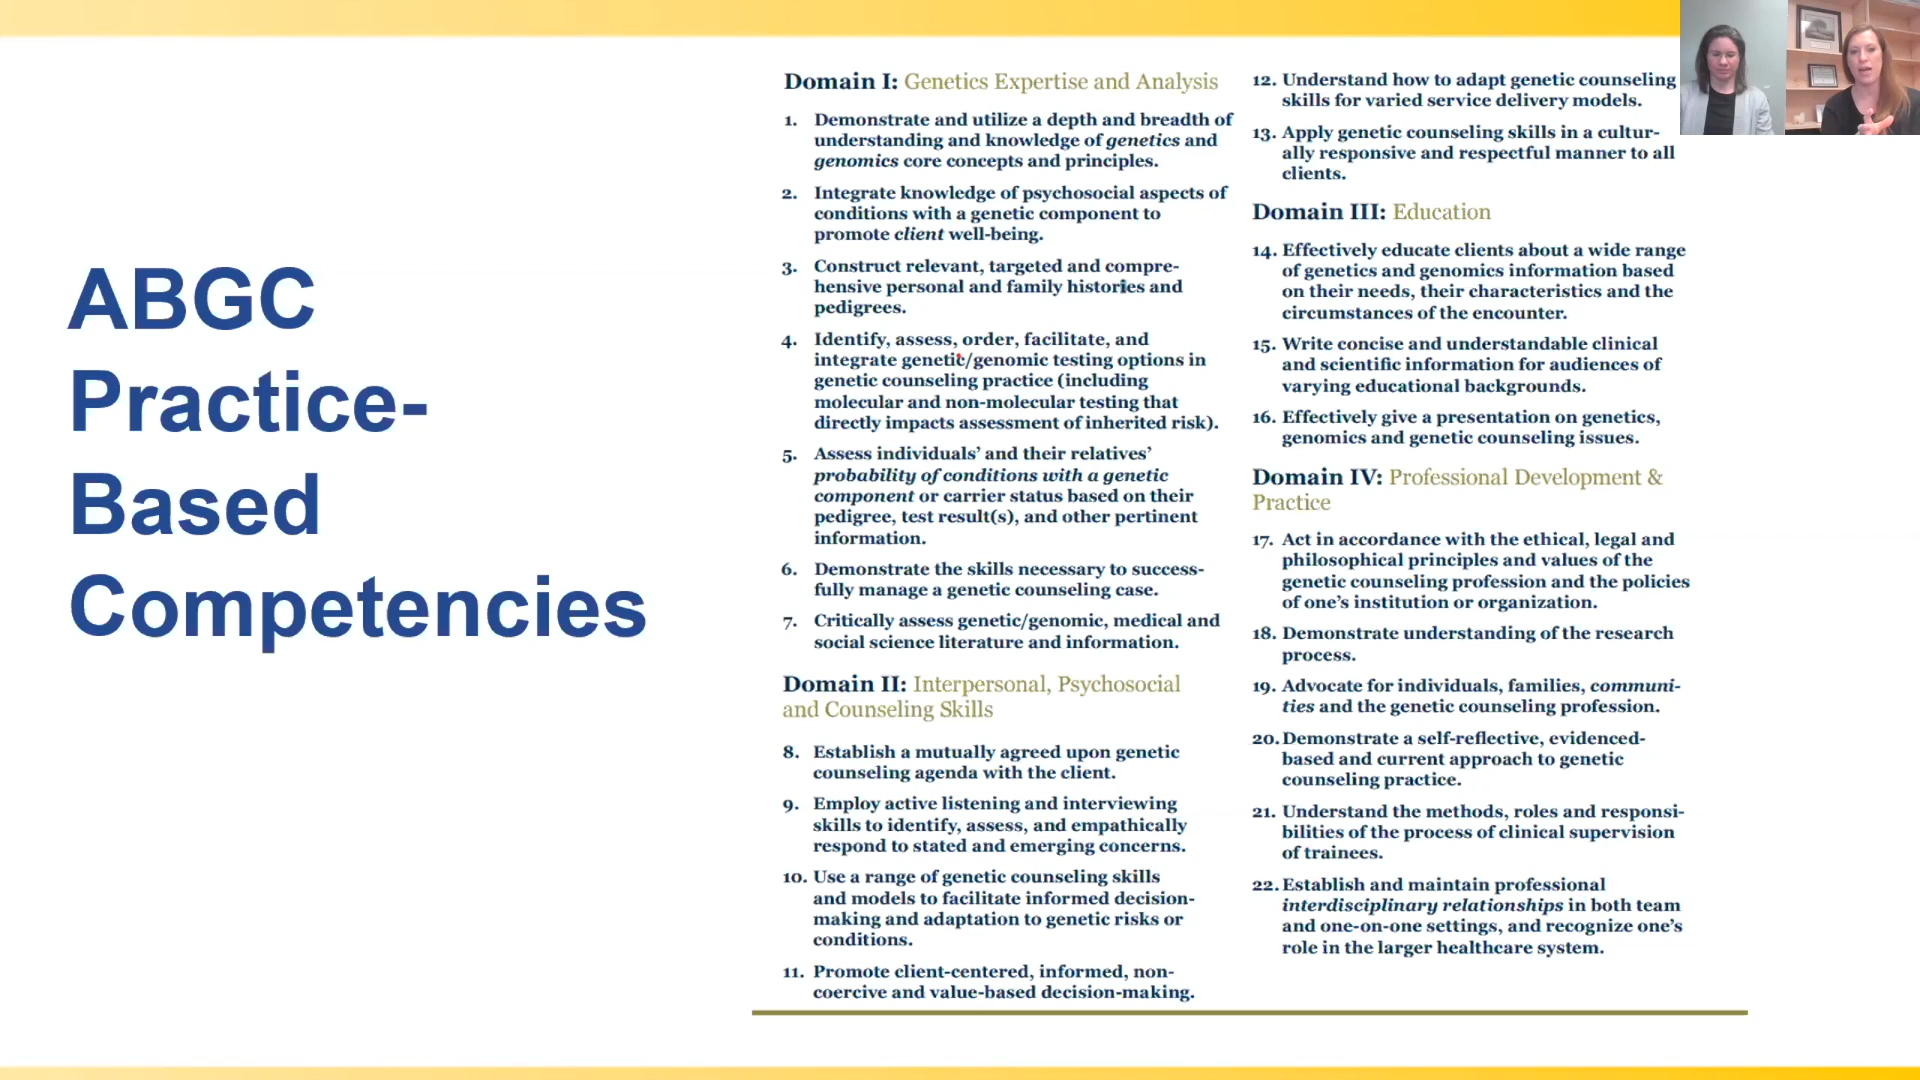 ABGC
Practice-
Based
Competencies
Domain I: Genetics Expertise and Analysis
1. Demonstrate and utilize a depth and breadth of
understanding and knowledge of genetics and
genomics core concepts and principles.
2. Integrate knowledge of psychosocial aspects of
conditions with a genetic component to
promote client well-being.
3. Construct relevant, targeted and compre-
hensive personal and family histories and
pedigrees.
4. Identify, assess, order, facilitate, and
integrate genetic/genomic testing options in
genetic counseling practice (including
molecular and non-molecular testing that
directly impacts assessment of inherited risk).
5. Assess individuals’ and their relatives’
probability of conditions with a genetic
component or carrier status based on their
pedigree, test result(s), and other pertinent
information.
6. Demonstrate the skills necessary to success-
fully manage a genetic counseling case.
7. Critically assess genetic/genomic, medical and
social science literature and information.
Domain II: Interpersonal, Psychosocial
and Counseling Skills
8. Establish a mutually agreed upon genetic
counseling agenda with the client.
9. Employ active listening and interviewing
skills to identify, assess, and empathically
respond to stated and emerging concerns.
10. Use a range of genetic counseling skills
and models to facilitate informed decision-
making and adaptation to genetic risks or
conditions.
11. Promote client-centered, informed, non-
coercive and value-based decision-making.
12. Understand how to adapt genetic counseling
skills for varied service delivery models.
13. Apply genetic counseling skills in a cultur-
ally responsive and respectful manner to all
clients.
Domain III: Education
14. Effectively educate clients about a wide range
of genetics and genomics information based
on their needs, their characteristics and the
circumstances of the encounter.
15. Write concise and understandable clinical
and scientific information for audiences of
varying educational backgrounds.
16. Effectively give a presentation on genetics,
genomics and genetic counseling issues.
Domain IV: Professional Development &
Practice
17. Act in accordance with the ethical, legal and
philosophical principles and values of the
genetic counseling profession and the policies
of one’s institution or organization.
18. Demonstrate understanding of the research
process.
19. Advocate for individuals, families, communi-
ties and the genetic counseling profession.
20. Demonstrate a self-reflective, evidenced-
based and current approach to genetic
counseling practice.
21. Understand the methods, roles and responsi-
bilities of the process of clinical supervision
of trainees.
22. Establish and maintain professional
interdisciplinary relationships in both team
and one-on-one settings, and recognize one’s
role in the larger healthcare system.